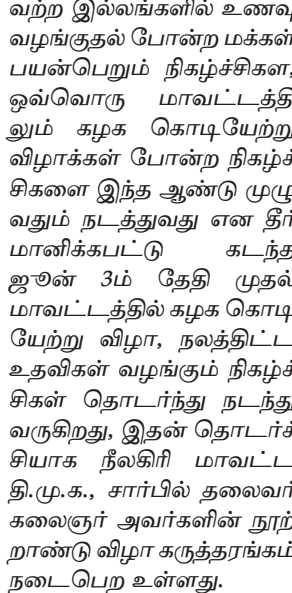 வற்ற இல்லங்களில் உணவு
வழங்குதல் போன்ற மக்கள்
பயன்பெறும் நிகழ்ச்சிகள,
ஒவ்வொரு மாவட்டத்தி
லும் கழக கொடியேற்று
விழாக்கள் போன்ற நிகழ்ச்
சிகளை இந்த ஆண்டு முழு
வதும் நடத்துவது என தீர்
மானிக்கபட்டு கடந்த
ஜூன் 3ம் தேதி முதல்
மாவட்டத்தில் கழக கொடி
யேற்று விழா, நலத்திட்ட
உதவிகள் வழங்கும் நிகழ்ச்
சிகள் தொடர்ந்து நடந்து
வருகிறது, இதன் தொடர்ச்
சியாக நீலகிரி மாவட்ட
தி.மு.க., சார்பில் தலைவர்
கலைஞர் அவர்களின் நூற்
றாண்டு விழா கருத்தரங்கம்
நடைபெற உள்ளது.